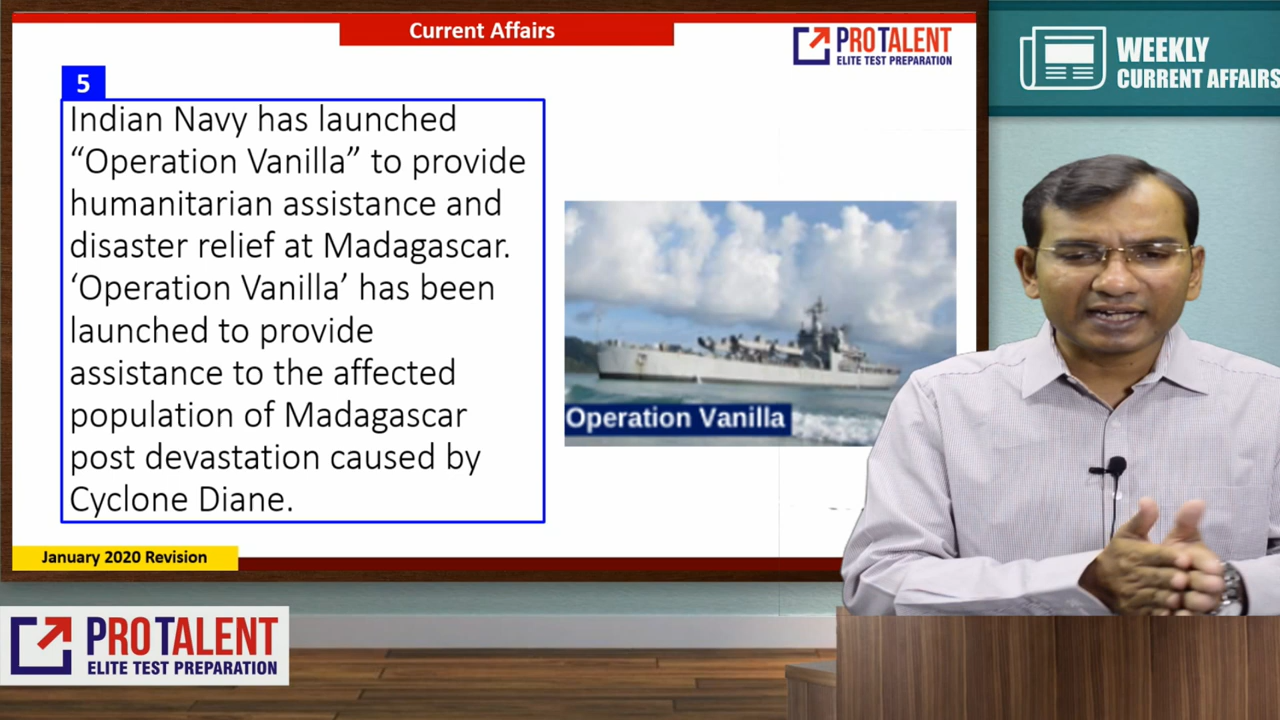 Current Affairs
PROTALENT
ELITE TEST PREPARATION
WEEKLY
CURRENT AFFAIRS
5
Indian Navy has launched
“Operation Vanilla” to provide
humanitarian assistance and
disaster relief at Madagascar.
‘Operation Vanilla’ has been
launched to provide
assistance to the affected
population of Madagascar
post devastation caused by
Cyclone Diane.
Operation Vanilla
January 2020 Revision
PROTALENT
ELITE TEST PREPARATION